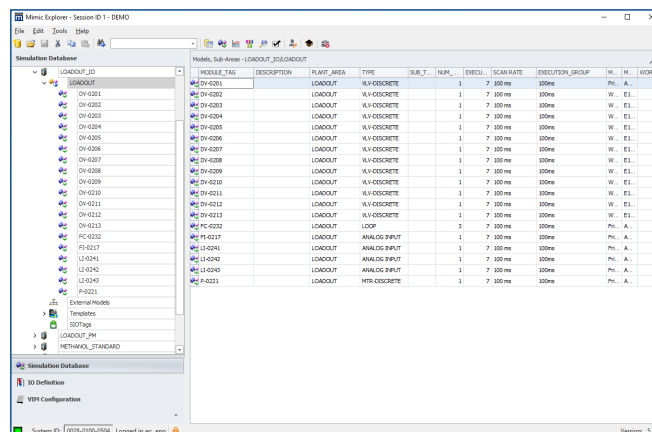 Mimic Explorer - Session ID 1 - DEMO
File Edit Tools Help
Simulation Database
LOADOUT_IO
LOADOUT
DV-0201
DV-0202
DV-0203
DV-0204
DV-0205
DV-0206
DV-0207
DV-0208
DV-0209
DV-0210
DV-0211
DV-0212
DV-0213
FC-0232
FI-0217
LI-0241
LI-0242
LI-0243
P-0221
External Models
Templates
SIOTags
LOADOUT_PM
METHANOL_STANDARD
Simulation Database
IO Definition
VIM Configuration
Models, Sub-Areas - LOADOUT_IO/LOADOUT
MODULE_TAG DESCRIPTION PLANT_AREA TYPE SUB_T... NUM_... EXECU... SCAN RATE EXECUTION_GROUP M... M... WOR
DV-0201 LOADOUT VLV-DISCRETE 1 7 100 ms 100ms Pri... A...
DV-0202 LOADOUT VLV-DISCRETE 1 7 100 ms 100ms W... E1...
DV-0203 LOADOUT VLV-DISCRETE 1 7 100 ms 100ms W... E1...
DV-0204 LOADOUT VLV-DISCRETE 1 7 100 ms 100ms W... E1...
DV-0205 LOADOUT VLV-DISCRETE 1 7 100 ms 100ms W... E1...
DV-0206 LOADOUT VLV-DISCRETE 1 7 100 ms 100ms W... E1...
DV-0207 LOADOUT VLV-DISCRETE 1 7 100 ms 100ms W... E1...
DV-0208 LOADOUT VLV-DISCRETE 1 7 100 ms 100ms W... E1...
DV-0209 LOADOUT VLV-DISCRETE 1 7 100 ms 100ms W... E1...
DV-0210 LOADOUT VLV-DISCRETE 1 7 100 ms 100ms W... E1...
DV-0211 LOADOUT VLV-DISCRETE 1 7 100 ms 100ms W... E1...
DV-0212 LOADOUT VLV-DISCRETE 1 7 100 ms 100ms W... E1...
DV-0213 LOADOUT VLV-DISCRETE 1 7 100 ms 100ms W... E1...
FC-0232 LOADOUT LOOP 3 7 100 ms 100ms Pri... A...
FI-0217 LOADOUT ANALOG INPUT 1 7 100 ms 100ms Pri... A...
LI-0241 LOADOUT ANALOG INPUT 1 7 100 ms 100ms Pri... A...
LI-0242 LOADOUT ANALOG INPUT 1 7 100 ms 100ms Pri... A...
LI-0243 LOADOUT ANALOG INPUT 1 7 100 ms 100ms Pri... A...
P-0221 LOADOUT MTR-DISCRETE 1 7 100 ms 100ms Pri... A...
System ID: 0028-0100-0504 Logged in as: eng